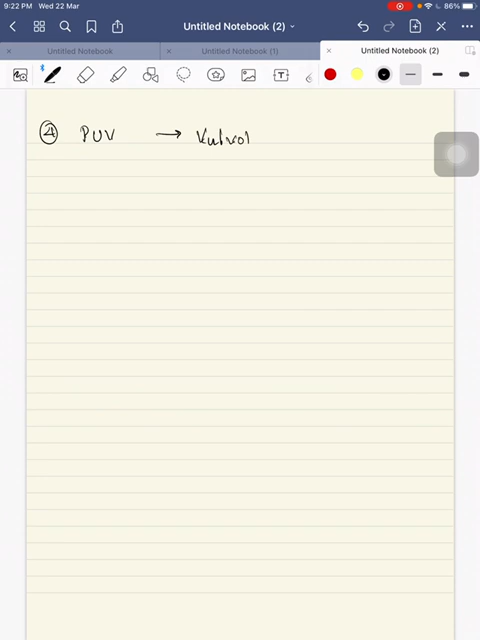 9:22 PM Wed 22 Mar 86%
Untitled Notebook (2)
Untitled Notebook
Untitled Notebook (1)
Untitled Notebook (2)
T
4 PUV →